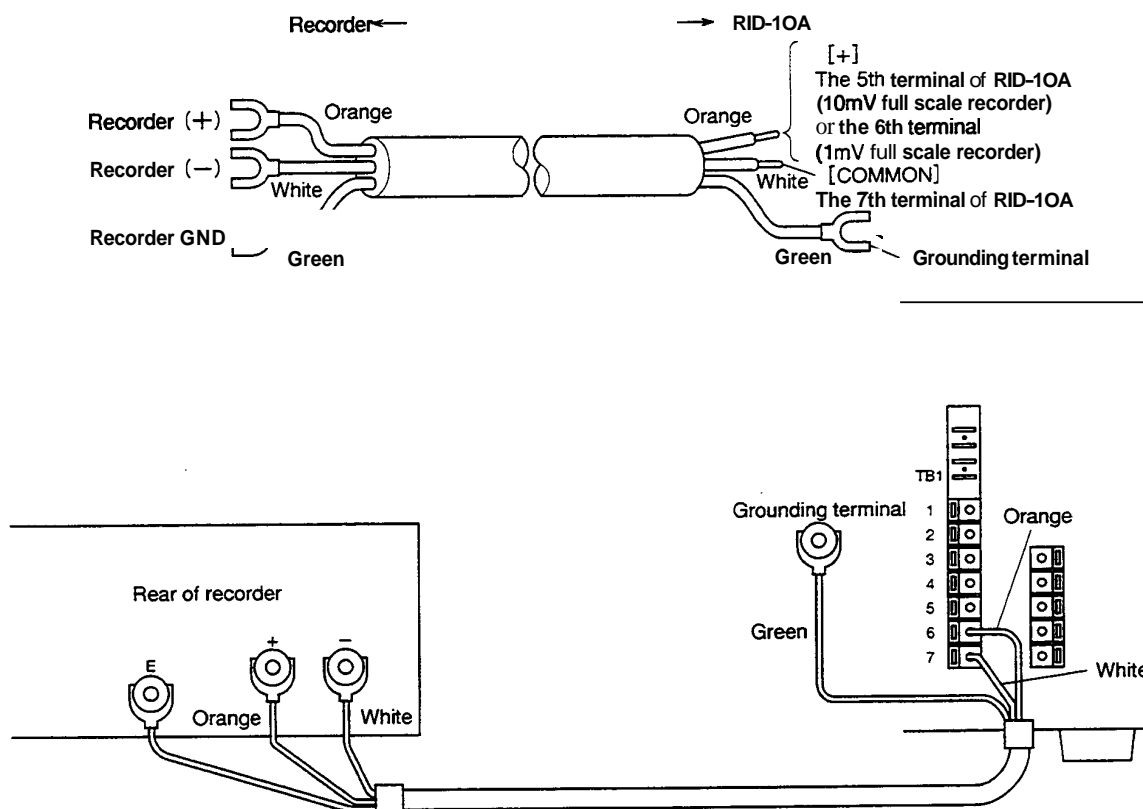 Recorder← → RID-1OA
[+]
The 5th terminal of RID-1OA
(10mV full scale recorder)
or the 6th terminal
(1mV full scale recorder)
[COMMON]
The 7th terminal of RID-1OA
Orange
Orange
Recorder (+)
Recorder (−)
White
White
Recorder GND
Green
Green
Grounding terminal
TB1
Grounding terminal
1
2
3
4
5
6
7
Orange
Green
White
Rear of recorder
E
+
−
Orange
White